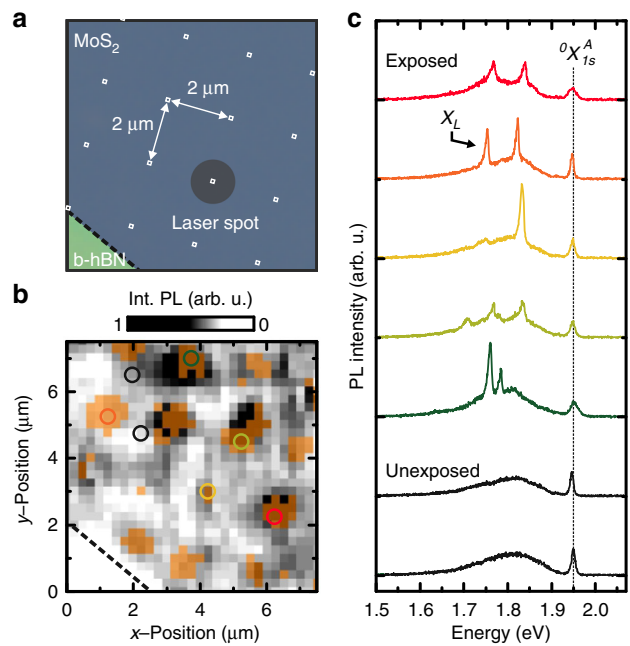 a
MoS2
2 μm
2 μm
Laser spot
b-hBN
b
Int. PL (arb. u.)
1
0
6
4
2
0
y–Position (μm)
0
2
4
6
x–Position (μm)
c
Exposed
0X1sA
XL
Unexposed
PL intensity (arb. u.)
1.5
1.6
1.7
1.8
1.9
2.0
Energy (eV)